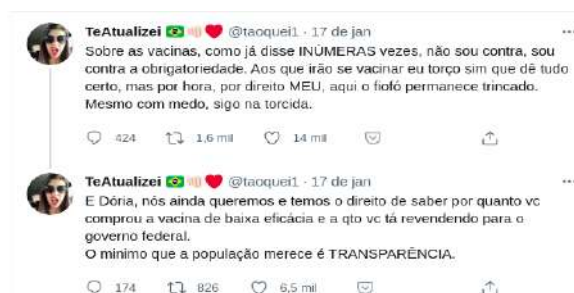 TeAtualizei 🇧🇷 ❤️ @taoquei1 · 17 de jan
Sobre as vacinas, como já disse INÚMERAS vezes, não sou contra, sou
contra a obrigatoriedade. Aos que irão se vacinar eu torço sim que dê tudo
certo, mas por hora, por direito MEU, aqui o fiofó permanece trincado.
Mesmo com medo, sigo na torcida.
424 1,6 mil 14 mil
TeAtualizei 🇧🇷 ❤️ @taoquei1 · 17 de jan
E Dória, nós ainda queremos e temos o direito de saber por quanto vc
comprou a vacina de baixa eficácia e a qto vc tá revendendo para o
governo federal.
O minimo que a população merece é TRANSPARÊNCIA.
174 826 6,5 mil